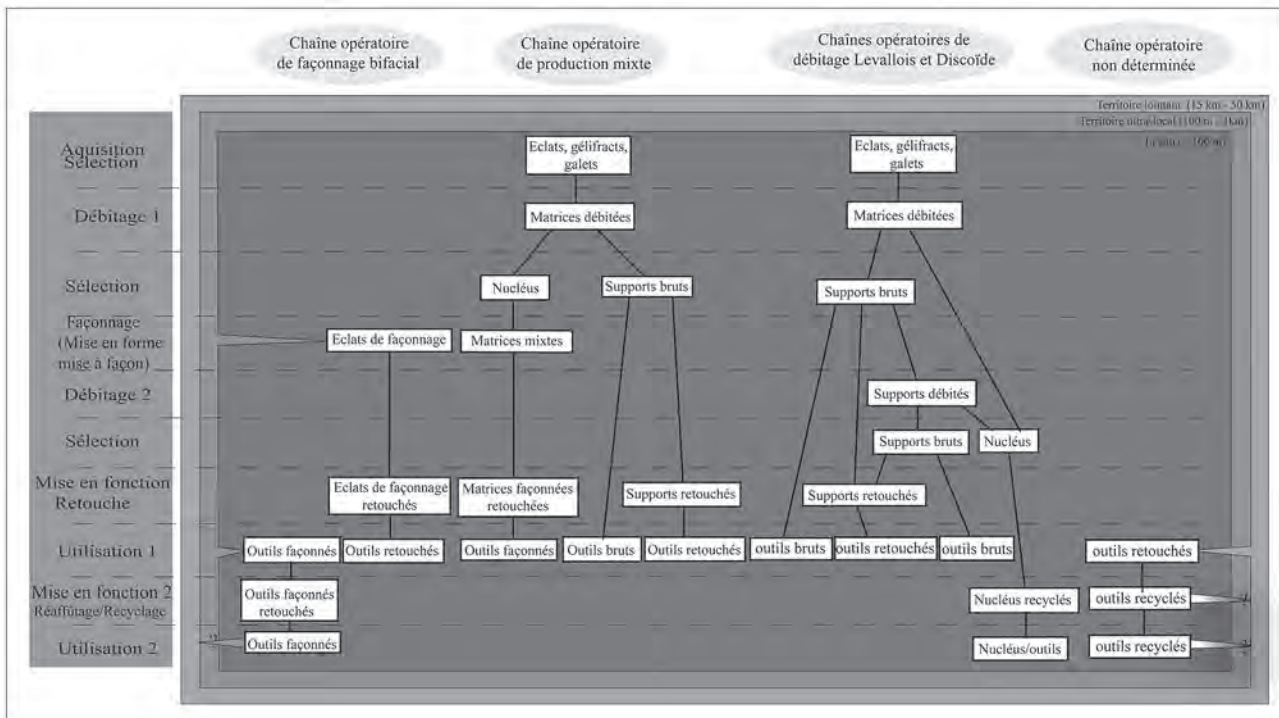 Chaîne opératoire
de façonnage bifacial
Chaîne opératoire
de production mixte
Chaînes opératoires de
débitage Levallois et Discoïde
Chaîne opératoire
non déterminée
Territoire lointain (15 km - 30 km)
Territoire ultra-local (100 m - 1km)
Aquisition
Sélection
Eclats, gélifracts,
galets
Eclats, gélifracts,
galets
Débitage 1
Matrices débitées
Matrices débitées
Sélection
Nucléus
Supports bruts
Supports bruts
Façonnage
(Mise en forme
mise à façon)
Eclats de façonnage
Matrices mixtes
Débitage 2
Supports débités
Sélection
Supports bruts
Nucléus
Mise en fonction
Retouche
Eclats de façonnage
retouchés
Matrices façonnées
retouchées
Supports retouchés
Supports retouchés
Utilisation 1
Outils façonnés
Outils retouchés
Outils façonnés
Outils bruts
Outils retouchés
outils bruts
outils retouchés
outils bruts
outils retouchés
Mise en fonction 2
Réaffûtage/Recyclage
Outils façonnés
retouchés
Nucléus recyclés
outils recyclés
Utilisation 2
Outils façonnés
Nucléus/outils
outils recyclés